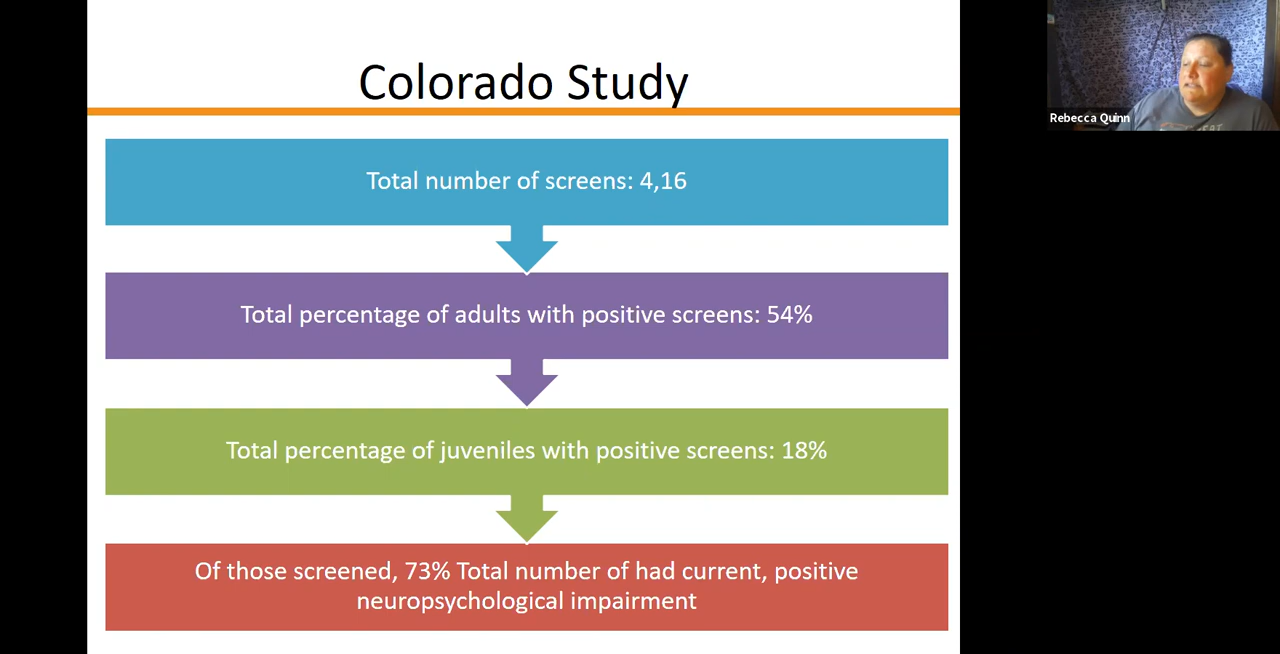 Colorado Study
Rebecca Quinn
Total number of screens: 4,16
Total percentage of adults with positive screens: 54%
Total percentage of juveniles with positive screens: 18%
Of those screened, 73% Total number of had current, positive
neuropsychological impairment